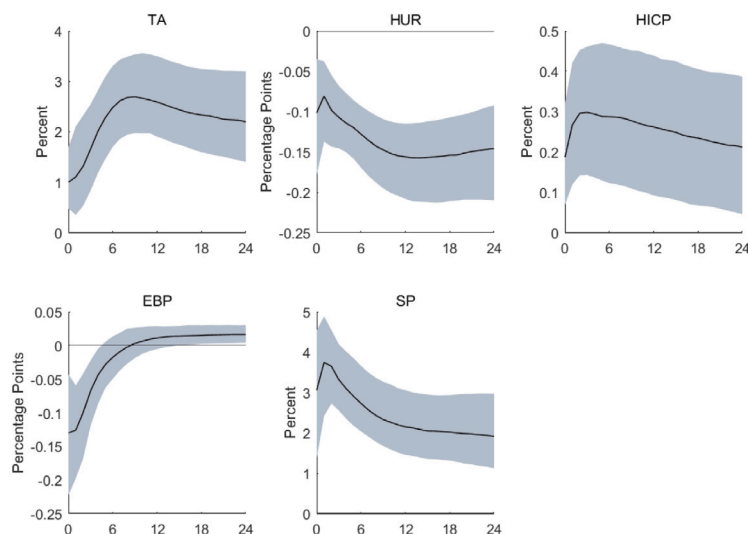 TA
4
3
2
1
0
Percent
0 6 12 18 24
HUR
0
-0.05
-0.1
-0.15
-0.2
-0.25
Percentage Points
0 6 12 18 24
HICP
0.5
0.4
0.3
0.2
0.1
0
Percent
0 6 12 18 24
EBP
0.05
0
-0.05
-0.1
-0.15
-0.2
-0.25
Percentage Points
0 6 12 18 24
SP
5
4
3
2
1
0
Percent
0 6 12 18 24